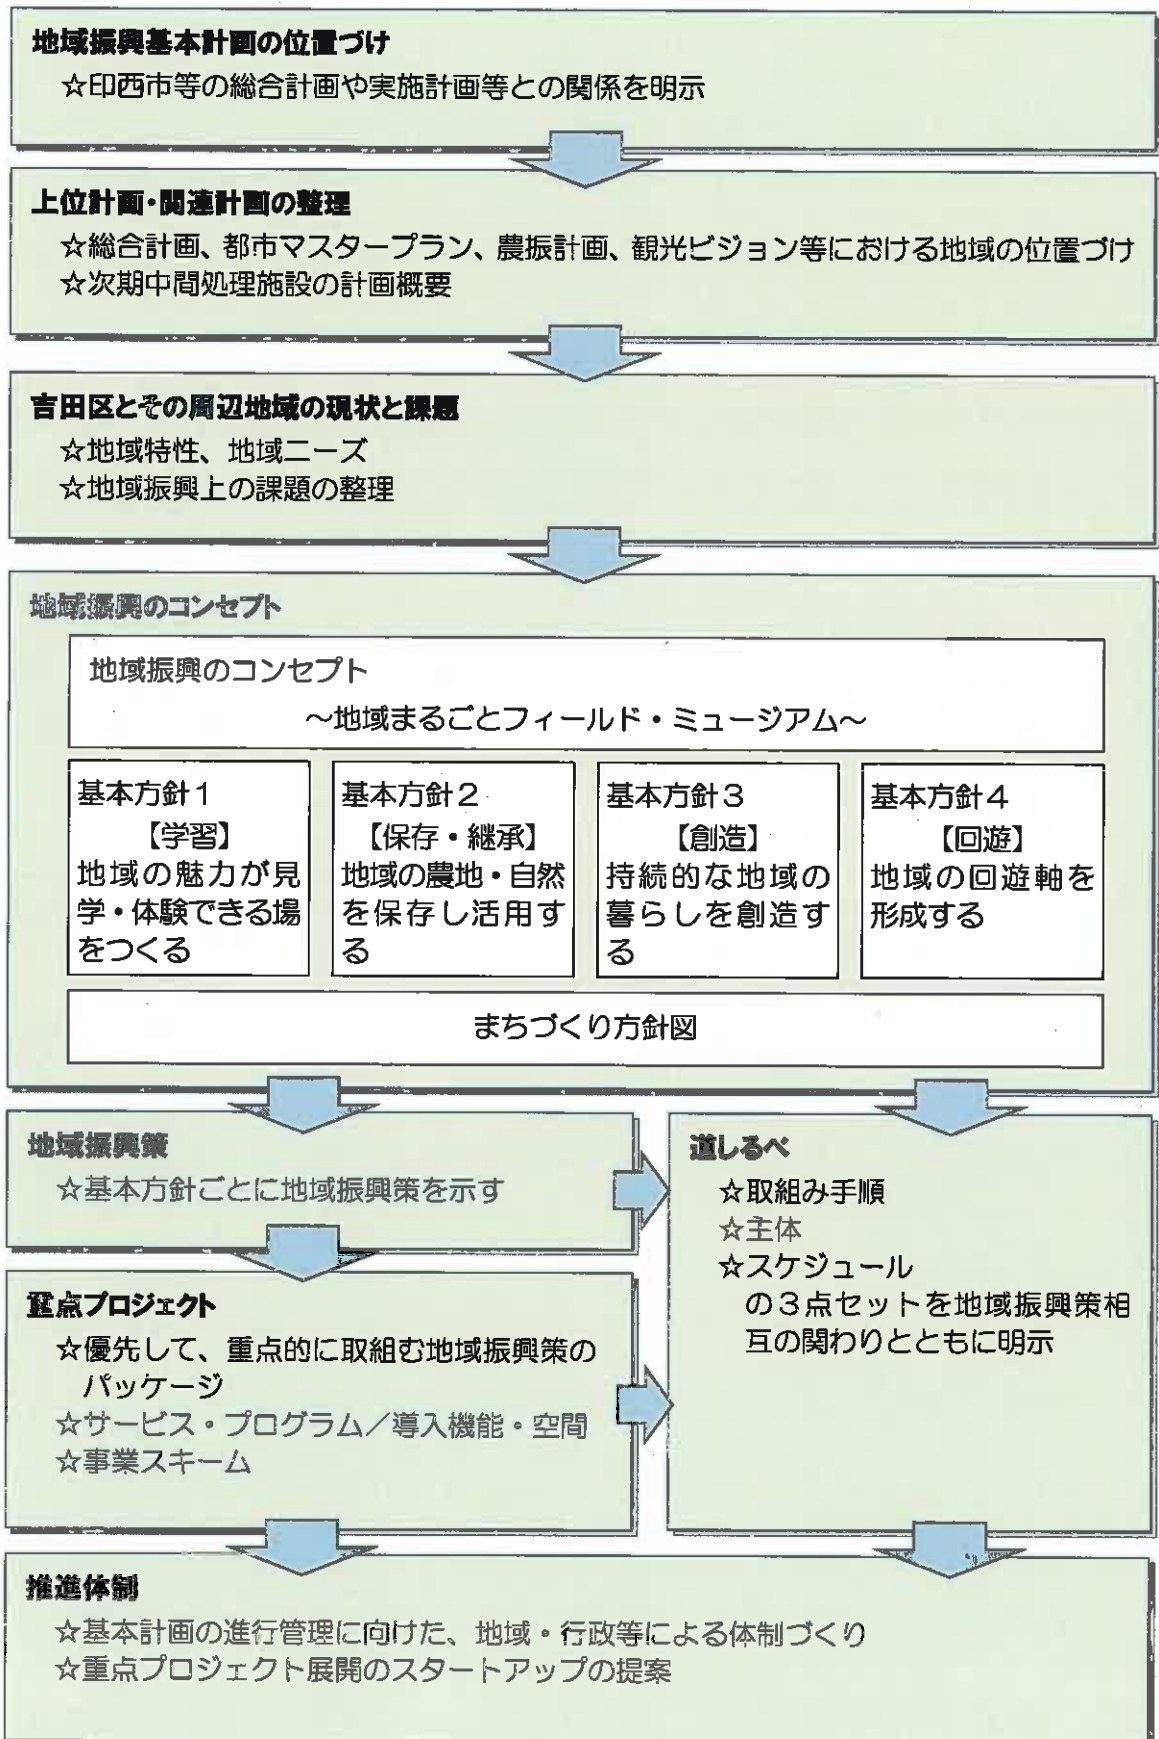 地域振興基本計画の位置づけ
☆印西市等の総合計画や実施計画等との関係を明示
上位計画・関連計画の整理
☆総合計画、都市マスタープラン、農振計画、観光ビジョン等における地域の位置づけ
☆次期中間処理施設の計画概要
吉田区とその周辺地域の現状と課題
☆地域特性、地域ニーズ
☆地域振興上の課題の整理
地域振興のコンセプト
地域振興のコンセプト
～地域まるごとフィールド・ミュージアム～
基本方針1
【学習】
地域の魅力が見
学・体験できる場
をつくる
基本方針2
【保存・継承】
地域の農地・自然
を保存し活用す
る
基本方針3
【創造】
持続的な地域の
暮らしを創造す
る
基本方針4
【回遊】
地域の回遊軸を
形成する
まちづくり方針図
地域振興策
☆基本方針ごとに地域振興策を示す
重点プロジェクト
☆優先して、重点的に取組む地域振興策の
パッケージ
☆サービス・プログラム／導入機能・空間
☆事業スキーム
道しるべ
☆取組み手順
☆主体
☆スケジュール
の3点セットを地域振興策相
互の関わりとともに明示
推進体制
☆基本計画の進行管理に向けた、地域・行政等による体制づくり
☆重点プロジェクト展開のスタートアップの提案